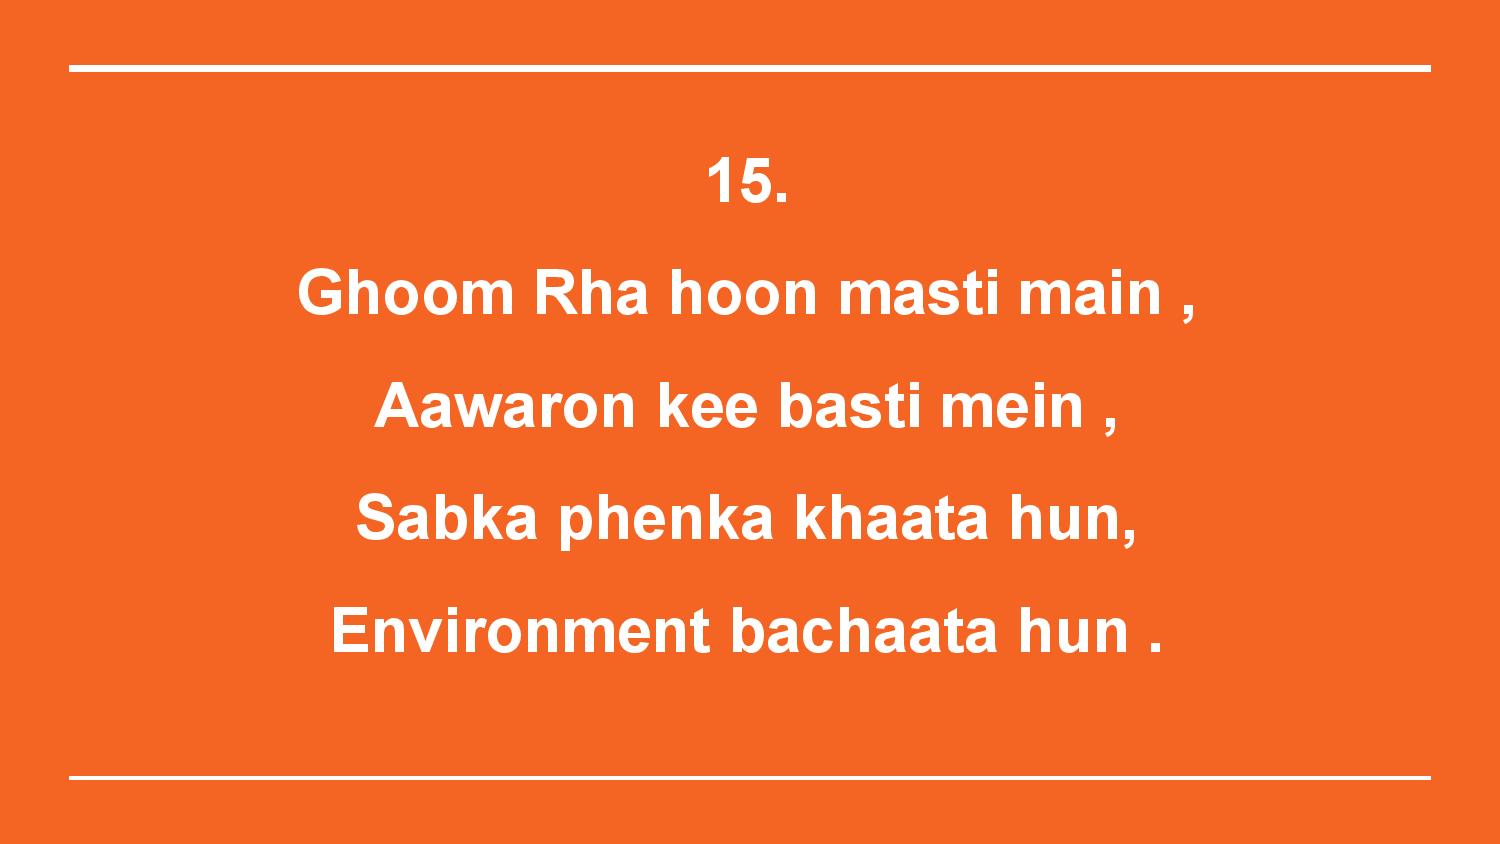 15.
Ghoom Rha hoon masti main ,
Aawaron kee basti mein ,
Sabka phenka khaata hun,
Environment bachaata hun .